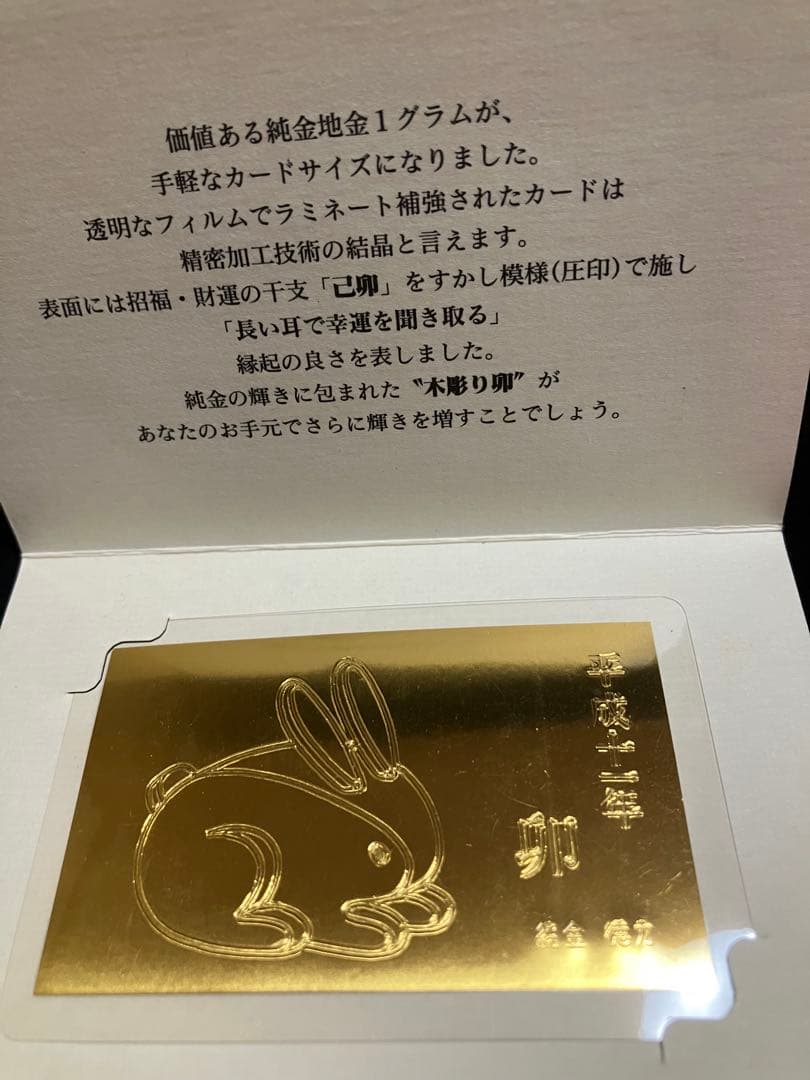 価値ある純金地金１グラムが、
手軽なカードサイズになりました。
透明なフィルムでラミネート補強されたカードは
精密加工技術の結晶と言えます。
表面には招福・財運の干支「己卯」をすかし模様(圧印)で施し
「長い耳で幸運を聞き取る」
縁起の良さを表しました。
純金の輝きに包まれた〝木彫り卯〞が
あなたのお手元でさらに輝きを増すことでしょう。
平成十一年
卯
純金 徳力